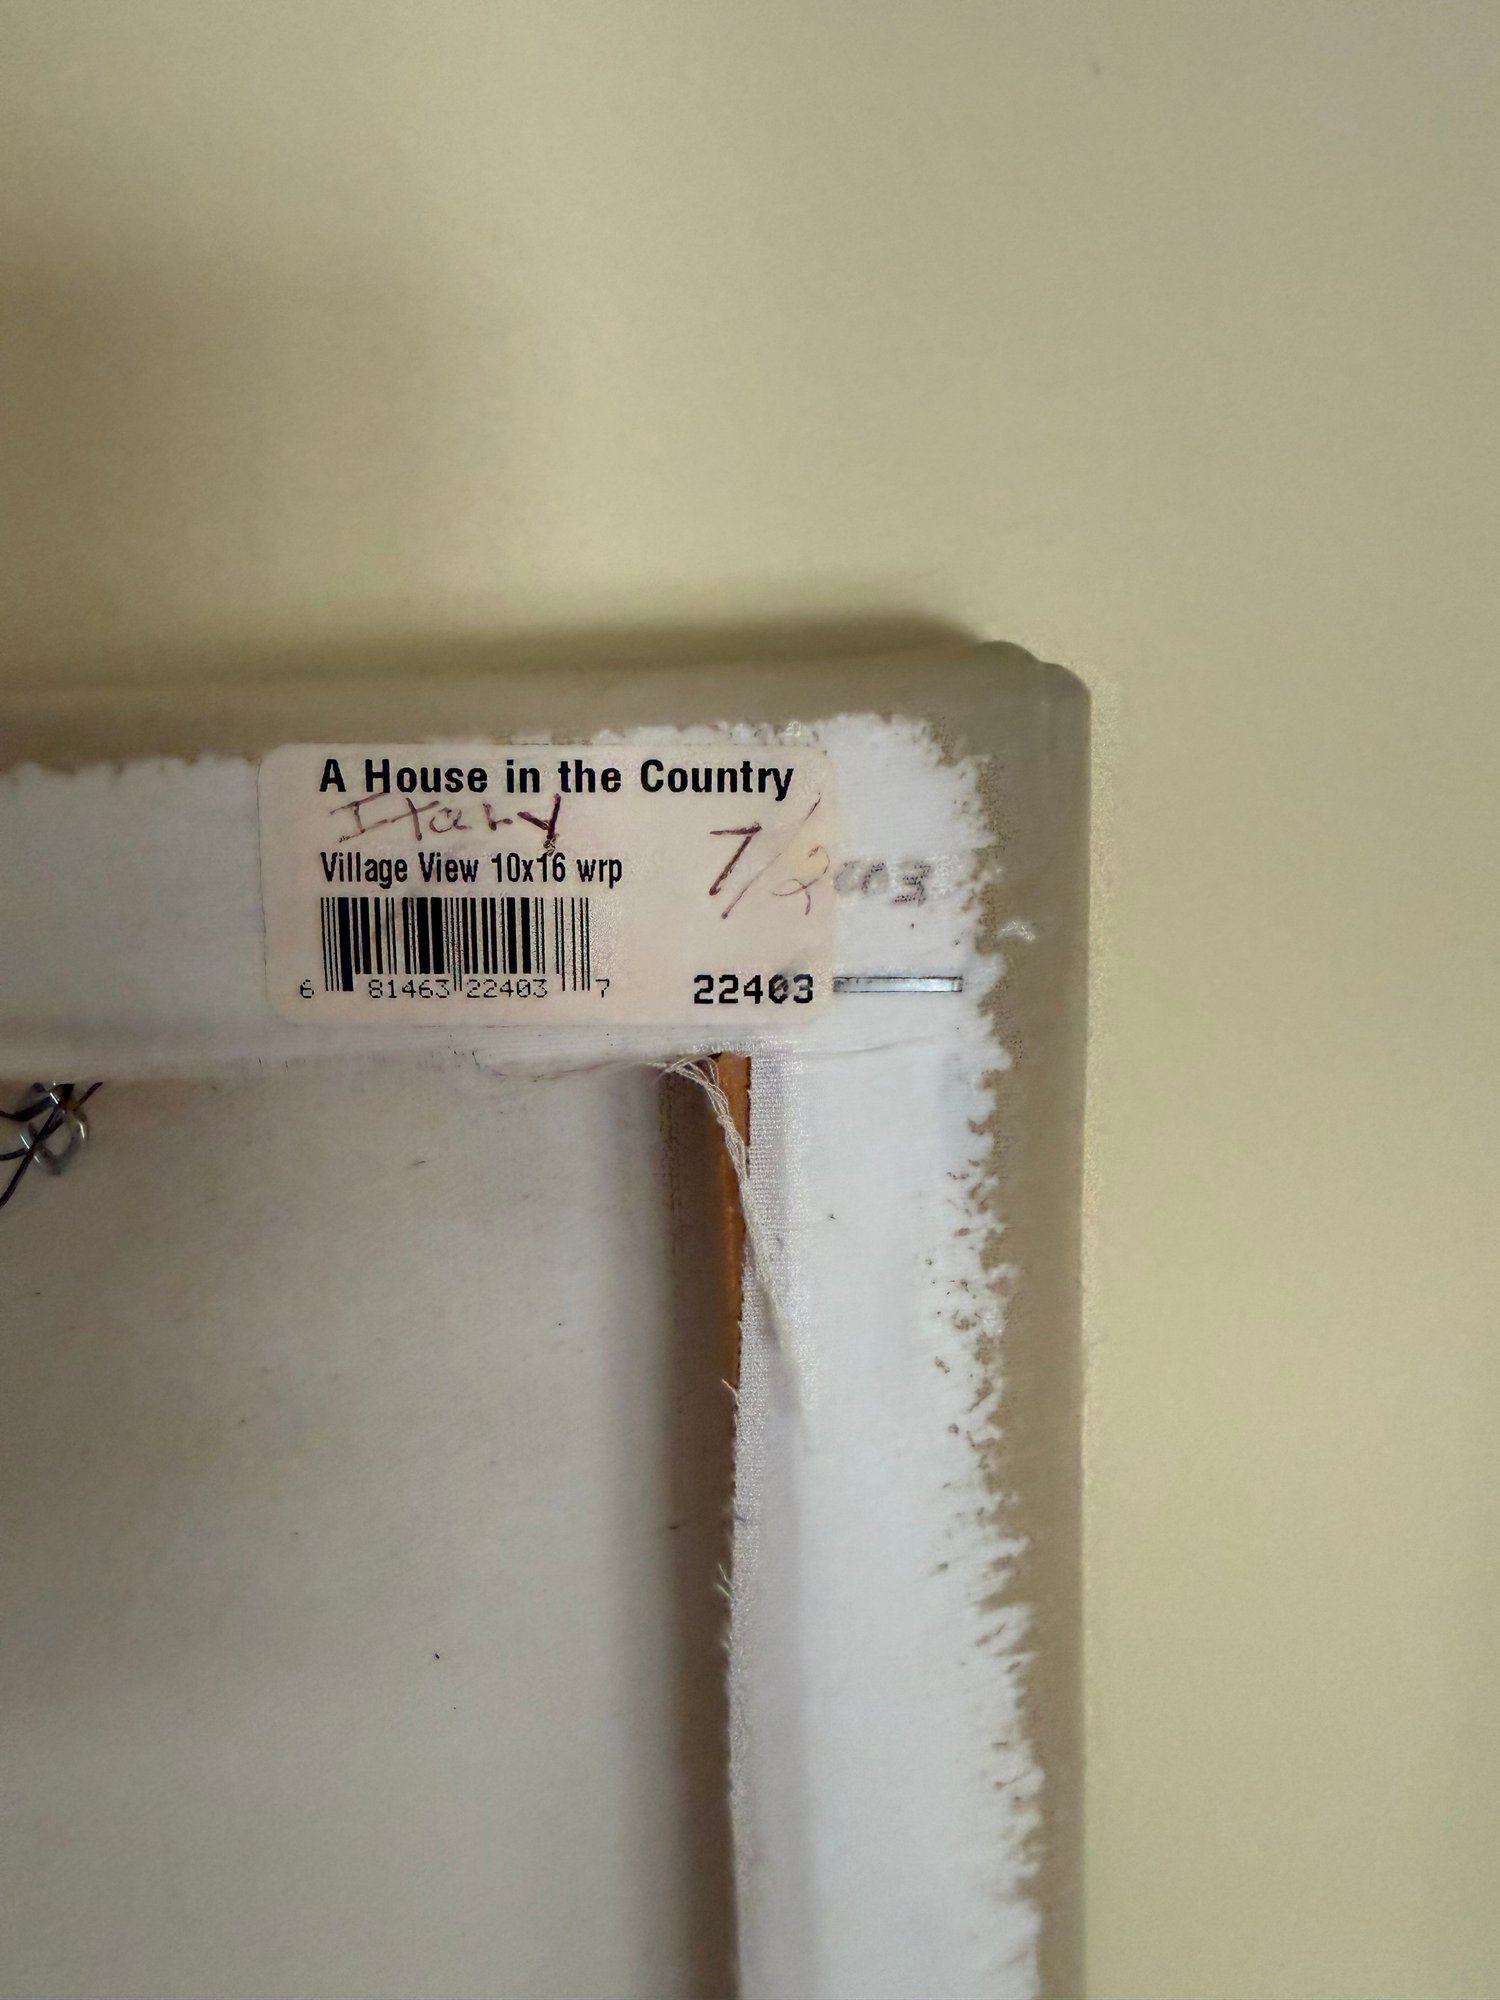 A House in the Country
Italy
Village View 10x16 wrp
7/2003
6 81463 22403 7
22403